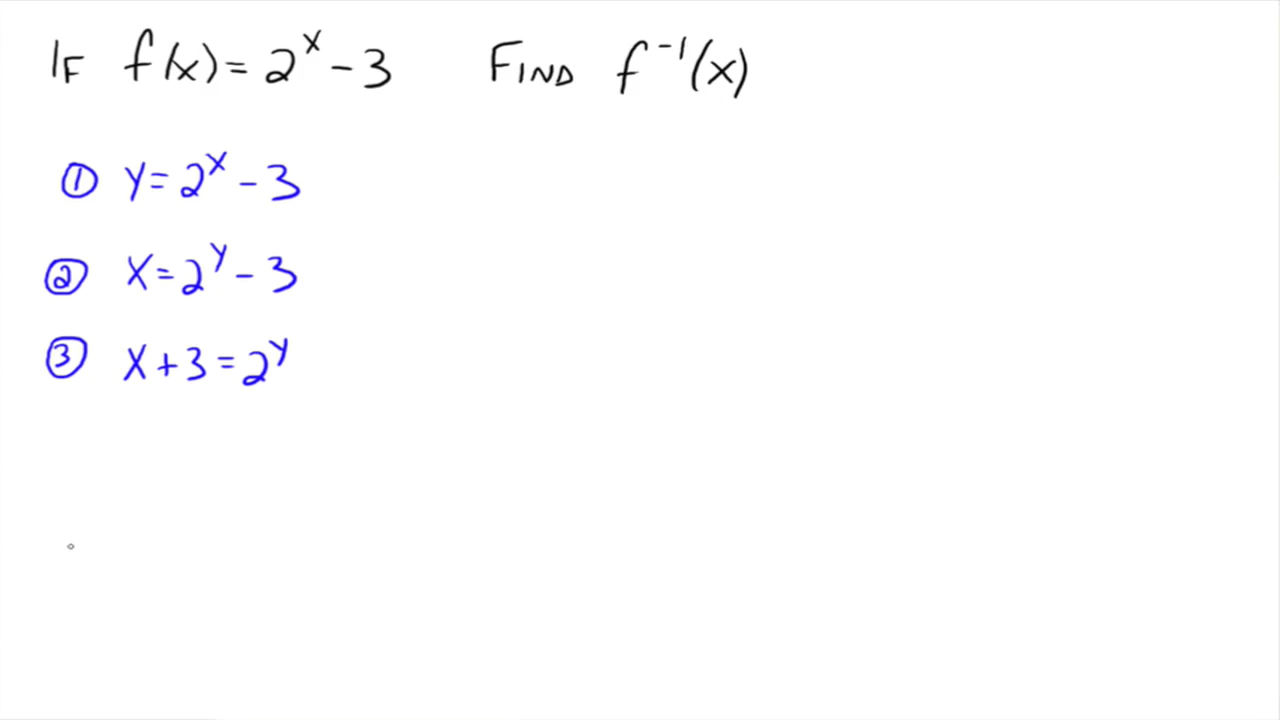 IF f(x) = 2^x - 3 FIND f^-1(x)
① y = 2^x - 3
② x = 2^y - 3
③ x + 3 = 2^y